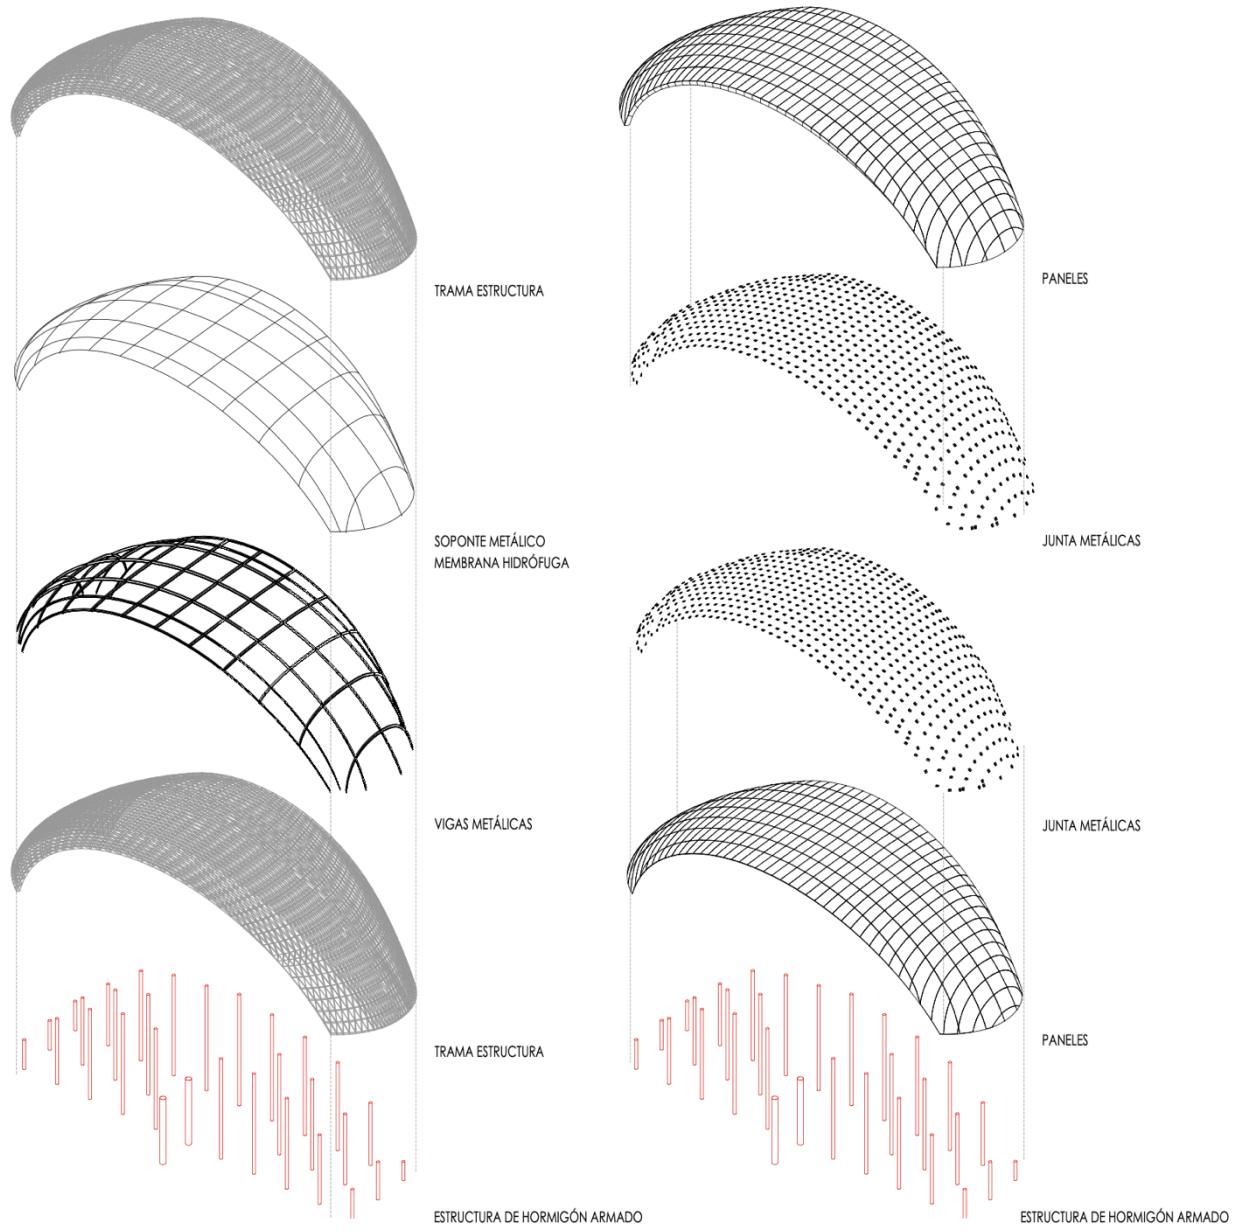 TRAMA ESTRUCTURA
SOPONTE METÁLICO
MEMBRANA HIDRÓFUGA
VIGAS METÁLICAS
TRAMA ESTRUCTURA
ESTRUCTURA DE HORMIGÓN ARMADO
PANELES
JUNTA METÁLICAS
JUNTA METÁLICAS
PANELES
ESTRUCTURA DE HORMIGÓN ARMADO